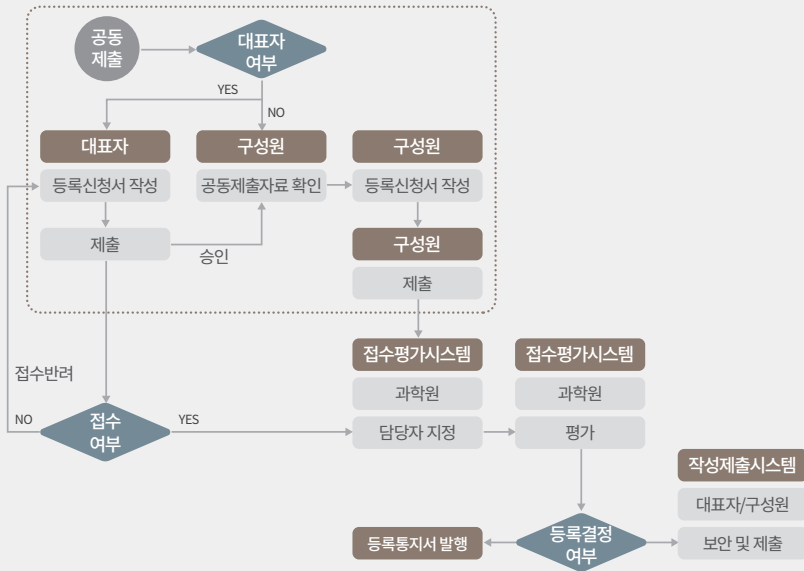 공동
제출
대표자
여부
YES
NO
대표자
구성원
구성원
등록신청서 작성
공동제출자료 확인
등록신청서 작성
제출
승인
구성원
제출
접수평가시스템
접수평가시스템
접수반려
과학원
과학원
NO
접수
여부
YES
담당자 지정
평가
작성제출시스템
대표자/구성원
등록통지서 발행
등록결정
여부
보안 및 제출